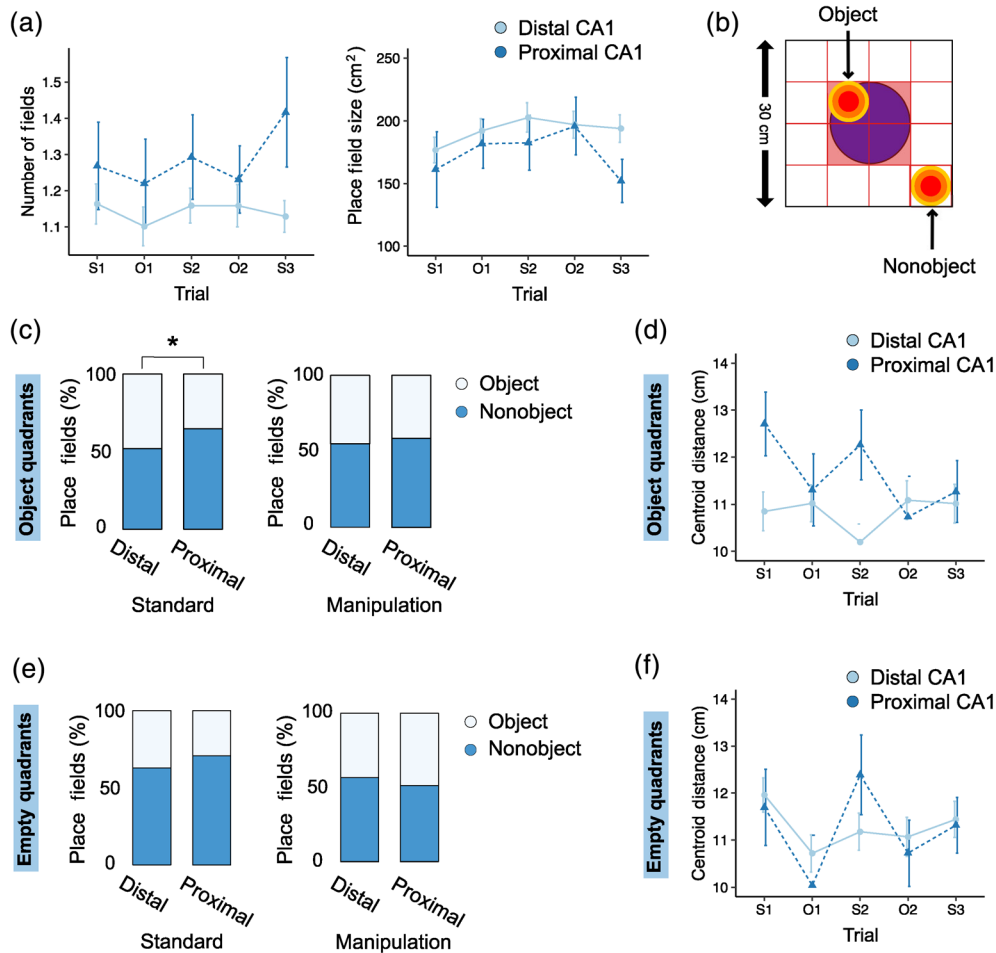 (a)
Distal CA1
Proximal CA1
Number of fields
1.5
1.4
1.3
1.2
1.1
S1 O1 S2 O2 S3
Trial
Place field size (cm²)
250
200
150
100
S1 O1 S2 O2 S3
Trial
(b)
Object
30 cm
Nonobject
(c)
Object quadrants
*
Place fields (%)
100
50
0
Distal Proximal
Standard
Place fields (%)
100
50
0
Distal Proximal
Manipulation
Object
Nonobject
(d)
Distal CA1
Proximal CA1
Object quadrants
Centroid distance (cm)
14
13
12
11
10
S1 O1 S2 O2 S3
Trial
(e)
Empty quadrants
Place fields (%)
100
50
0
Distal Proximal
Standard
Place fields (%)
100
50
0
Distal Proximal
Manipulation
Object
Nonobject
(f)
Distal CA1
Proximal CA1
Empty quadrants
Centroid distance (cm)
14
13
12
11
10
S1 O1 S2 O2 S3
Trial